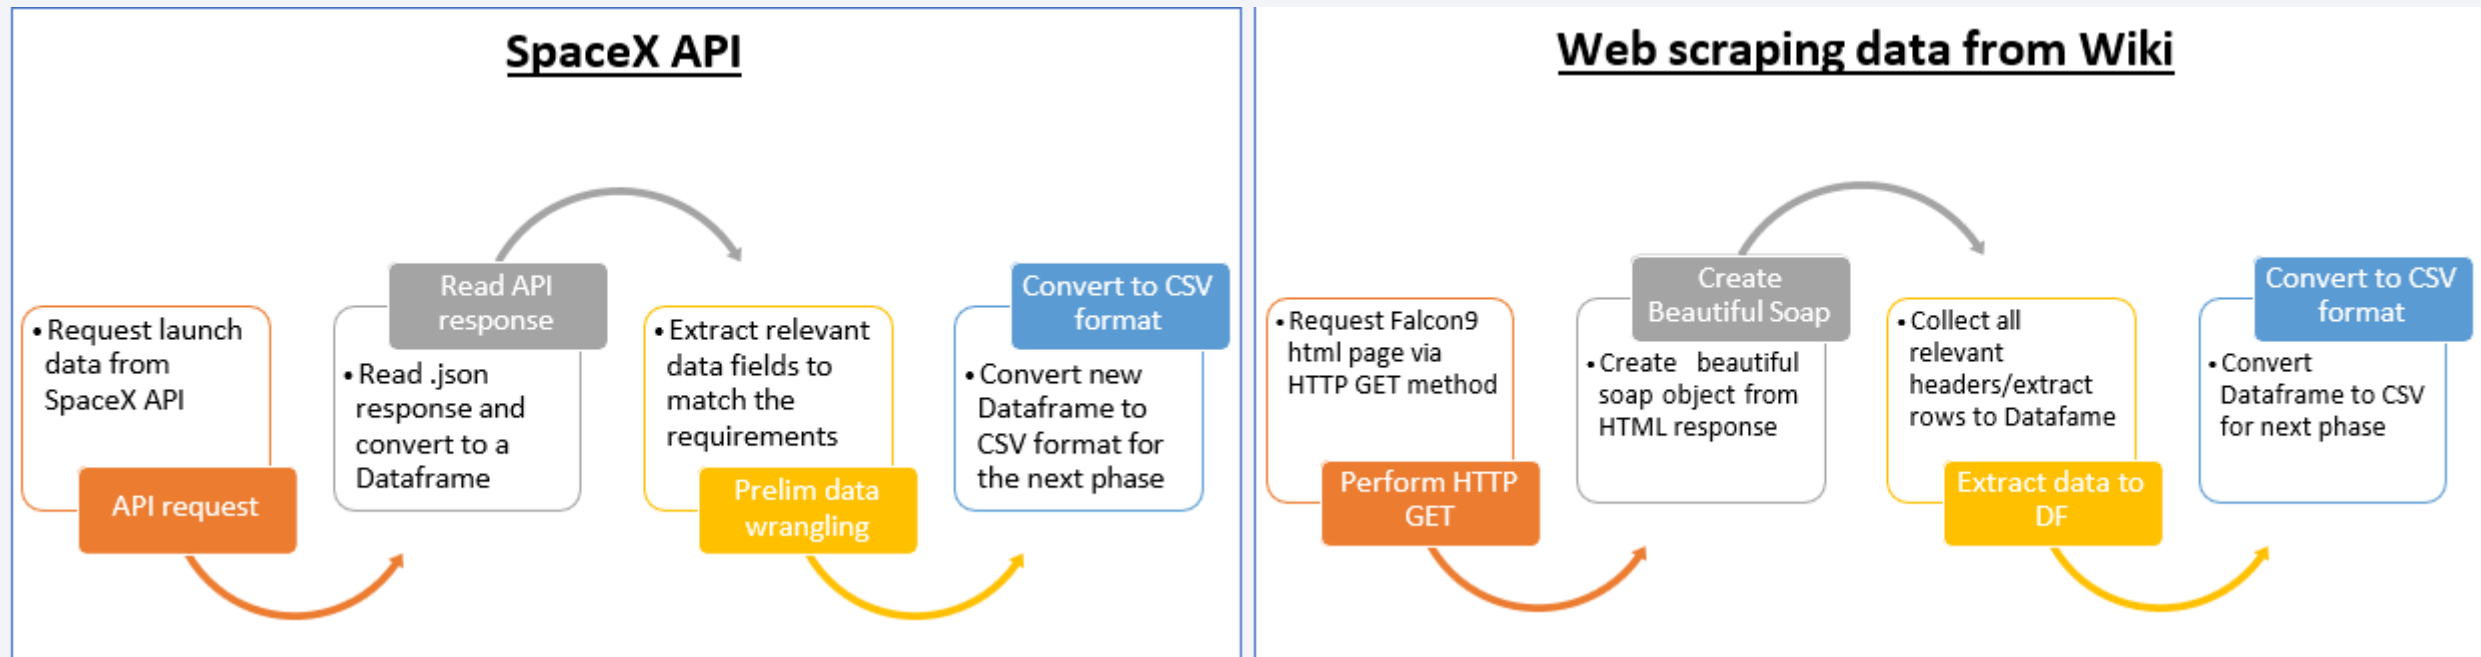 SpaceX API
• Request launch
data from
SpaceX API
API request
Read API
response
• Read .json
response and
convert to a
Dataframe
• Extract relevant
data fields to
match the
requirements
Prelim data
wrangling
Convert to CSV
format
• Convert new
Dataframe to
CSV format for
the next phase
Web scraping data from Wiki
• Request Falcon9
html page via
HTTP GET method
Perform HTTP
GET
Create
Beautiful Soap
• Create beautiful
soap object from
HTML response
• Collect all
relevant
headers/extract
rows to Datafame
Extract data to
DF
Convert to CSV
format
• Convert
Dataframe to CSV
for next phase